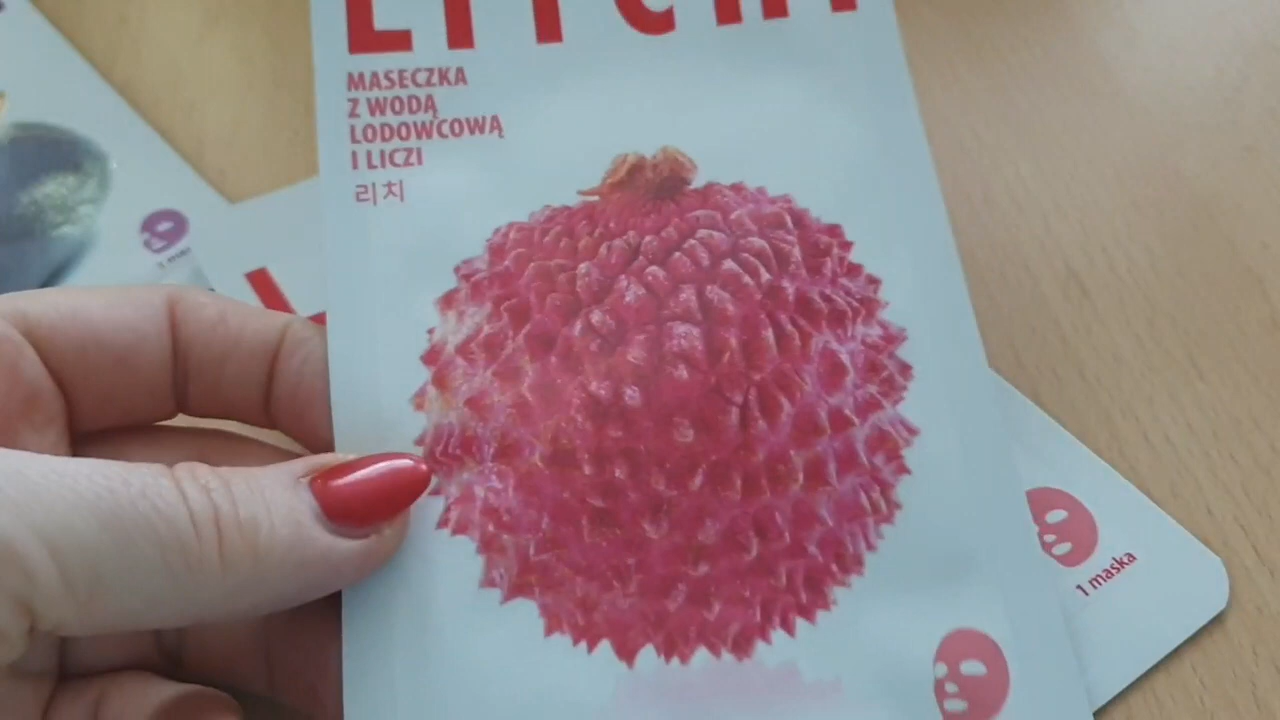 MASECZKA
Z WODĄ
LODOWCOWĄ
I LICZI
리치
1 maska